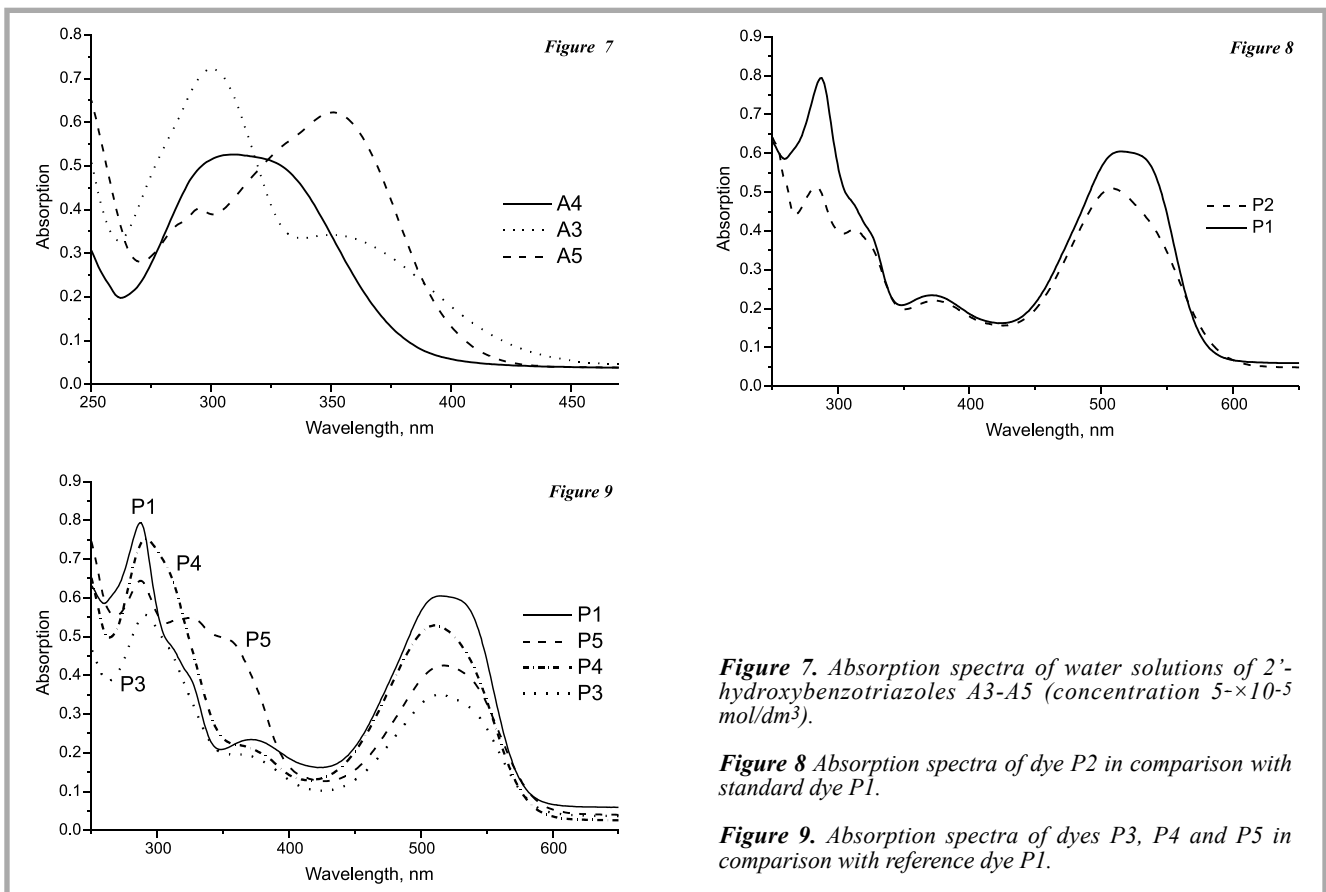 Figure 7
0.8
0.7
0.6
0.5
0.4
0.3
0.2
0.1
0.0
Absorption
A4
A3
A5
250
300
350
400
450
Wavelength, nm
Figure 8
0.9
0.8
0.7
0.6
0.5
0.4
0.3
0.2
0.1
0.0
Absorption
P2
P1
300
400
500
600
Wavelength, nm
Figure 9
0.9
0.8
0.7
0.6
0.5
0.4
0.3
0.2
0.1
0.0
Absorption
P1
P4
P5
P3
P1
P5
P4
P3
300
400
500
600
Wavelength, nm
Figure 7. Absorption spectra of water solutions of 2'-
hydroxybenzotriazoles A3-A5 (concentration 5-×10-5
mol/dm3).
Figure 8 Absorption spectra of dye P2 in comparison with
standard dye P1.
Figure 9. Absorption spectra of dyes P3, P4 and P5 in
comparison with reference dye P1.